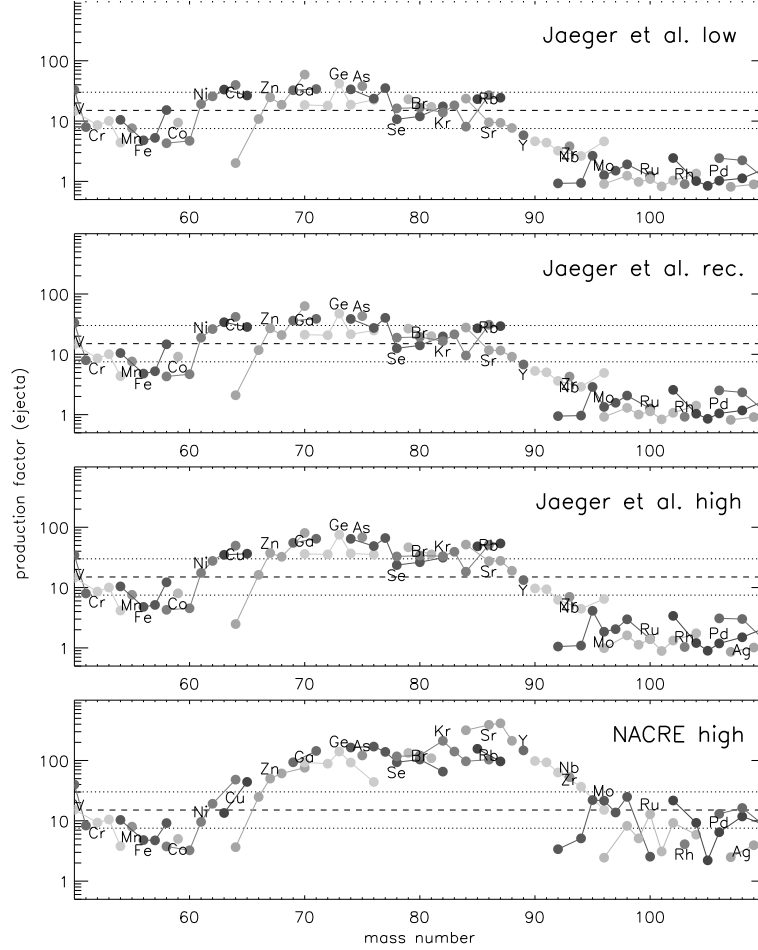 Jaeger et al. low
100
10
1
V Cr Mn Fe Co Ni Cu Zn Ga Ge As Se Br Kr Rb Sr Y Zr Nb Mo Ru Rh Pd
60 70 80 90 100
Jaeger et al. rec.
100
10
1
V Cr Mn Fe Co Ni Cu Zn Ga Ge As Se Br Kr Rb Sr Y Zr Nb Mo Ru Rh Pd
60 70 80 90 100
production factor (ejecta)
Jaeger et al. high
100
10
1
V Cr Mn Fe Co Ni Cu Zn Ga Ge As Se Br Kr Rb Sr Y Zr Nb Mo Ru Rh Pd Ag
60 70 80 90 100
NACRE high
100
10
1
V Cr Mn Fe Co Ni Cu Zn Ga Ge As Se Br Kr Rb Sr Y Nb Zr Mo Ru Rh Pd Ag
60 70 80 90 100
mass number